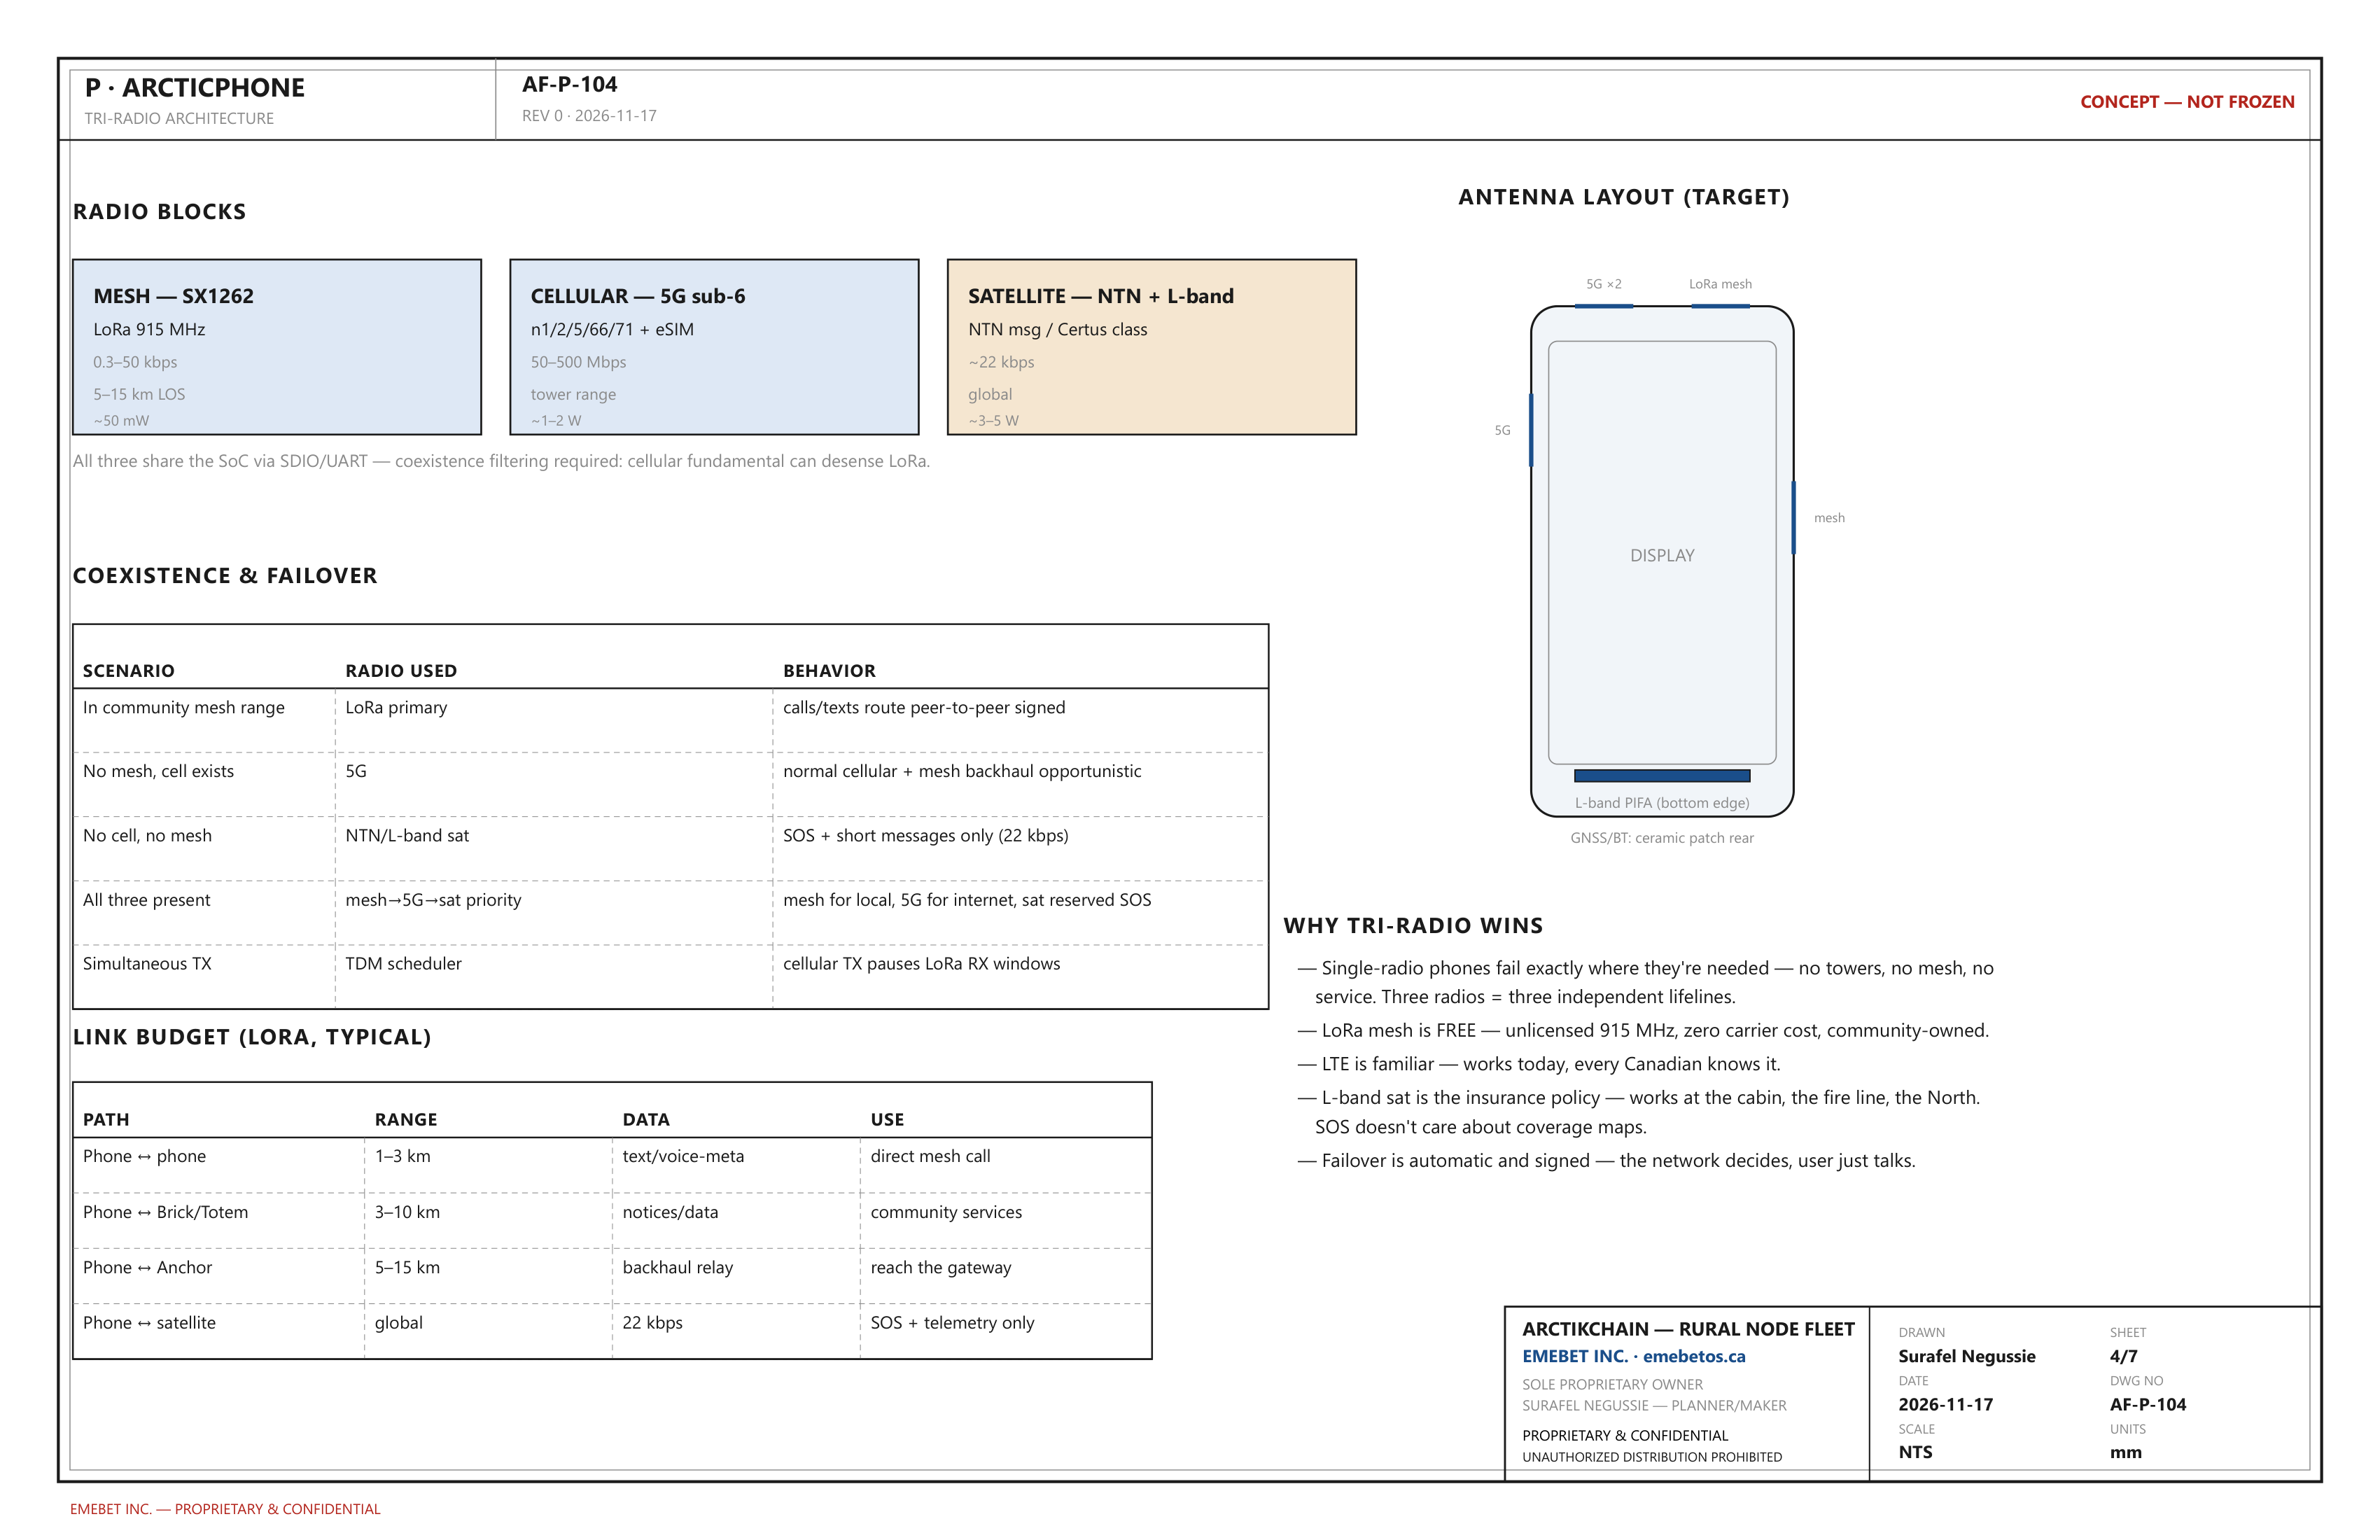 P · ARCTICPHONE
TRI-RADIO ARCHITECTURE
AF-P-104
REV 0 · 2026-11-17
CONCEPT — NOT FROZEN
RADIO BLOCKS
MESH — SX1262
LoRa 915 MHz
0.3–50 kbps
5–15 km LOS
~50 mW
CELLULAR — 5G sub-6
n1/2/5/66/71 + eSIM
50–500 Mbps
tower range
~1–2 W
SATELLITE — NTN + L-band
NTN msg / Certus class
~22 kbps
global
~3–5 W
All three share the SoC via SDIO/UART — coexistence filtering required: cellular fundamental can desense LoRa.
COEXISTENCE & FAILOVER
SCENARIO RADIO USED BEHAVIOR
In community mesh range LoRa primary calls/texts route peer-to-peer signed
No mesh, cell exists 5G normal cellular + mesh backhaul opportunistic
No cell, no mesh NTN/L-band sat SOS + short messages only (22 kbps)
All three present mesh→5G→sat priority mesh for local, 5G for internet, sat reserved SOS
Simultaneous TX TDM scheduler cellular TX pauses LoRa RX windows
LINK BUDGET (LORA, TYPICAL)
PATH RANGE DATA USE
Phone ↔ phone 1–3 km text/voice-meta direct mesh call
Phone ↔ Brick/Totem 3–10 km notices/data community services
Phone ↔ Anchor 5–15 km backhaul relay reach the gateway
Phone ↔ satellite global 22 kbps SOS + telemetry only
ANTENNA LAYOUT (TARGET)
5G ×2 LoRa mesh
5G
mesh
DISPLAY
L-band PIFA (bottom edge)
GNSS/BT: ceramic patch rear
WHY TRI-RADIO WINS
— Single-radio phones fail exactly where they're needed — no towers, no mesh, no
service. Three radios = three independent lifelines.
— LoRa mesh is FREE — unlicensed 915 MHz, zero carrier cost, community-owned.
— LTE is familiar — works today, every Canadian knows it.
— L-band sat is the insurance policy — works at the cabin, the fire line, the North.
SOS doesn't care about coverage maps.
— Failover is automatic and signed — the network decides, user just talks.
ARCTIKCHAIN — RURAL NODE FLEET
EMEBET INC. · emebetos.ca
SOLE PROPRIETARY OWNER
SURAFEL NEGUSSIE — PLANNER/MAKER
PROPRIETARY & CONFIDENTIAL
UNAUTHORIZED DISTRIBUTION PROHIBITED
DRAWN SHEET
Surafel Negussie 4/7
DATE DWG NO
2026-11-17 AF-P-104
SCALE UNITS
NTS mm
EMEBET INC. — PROPRIETARY & CONFIDENTIAL